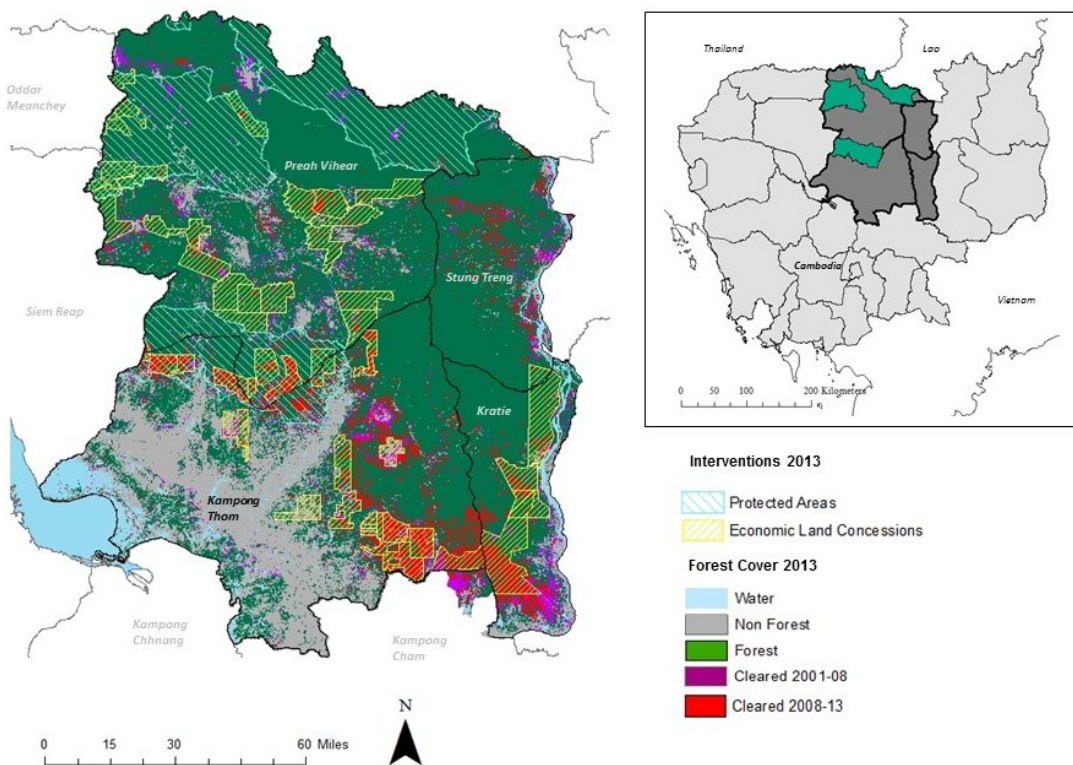 Oddar
Meanchey
Preah Vihear
Stung Treng
Siem Reap
Kratie
Kampong
Thom
Kampong
Chhnang
Kampong
Cham
N
0 15 30 60 Miles
Thailand
Lao
Cambodia
Vietnam
0 50 100 200 Kilometers
Interventions 2013
Protected Areas
Economic Land Concessions
Forest Cover 2013
Water
Non Forest
Forest
Cleared 2001-08
Cleared 2008-13